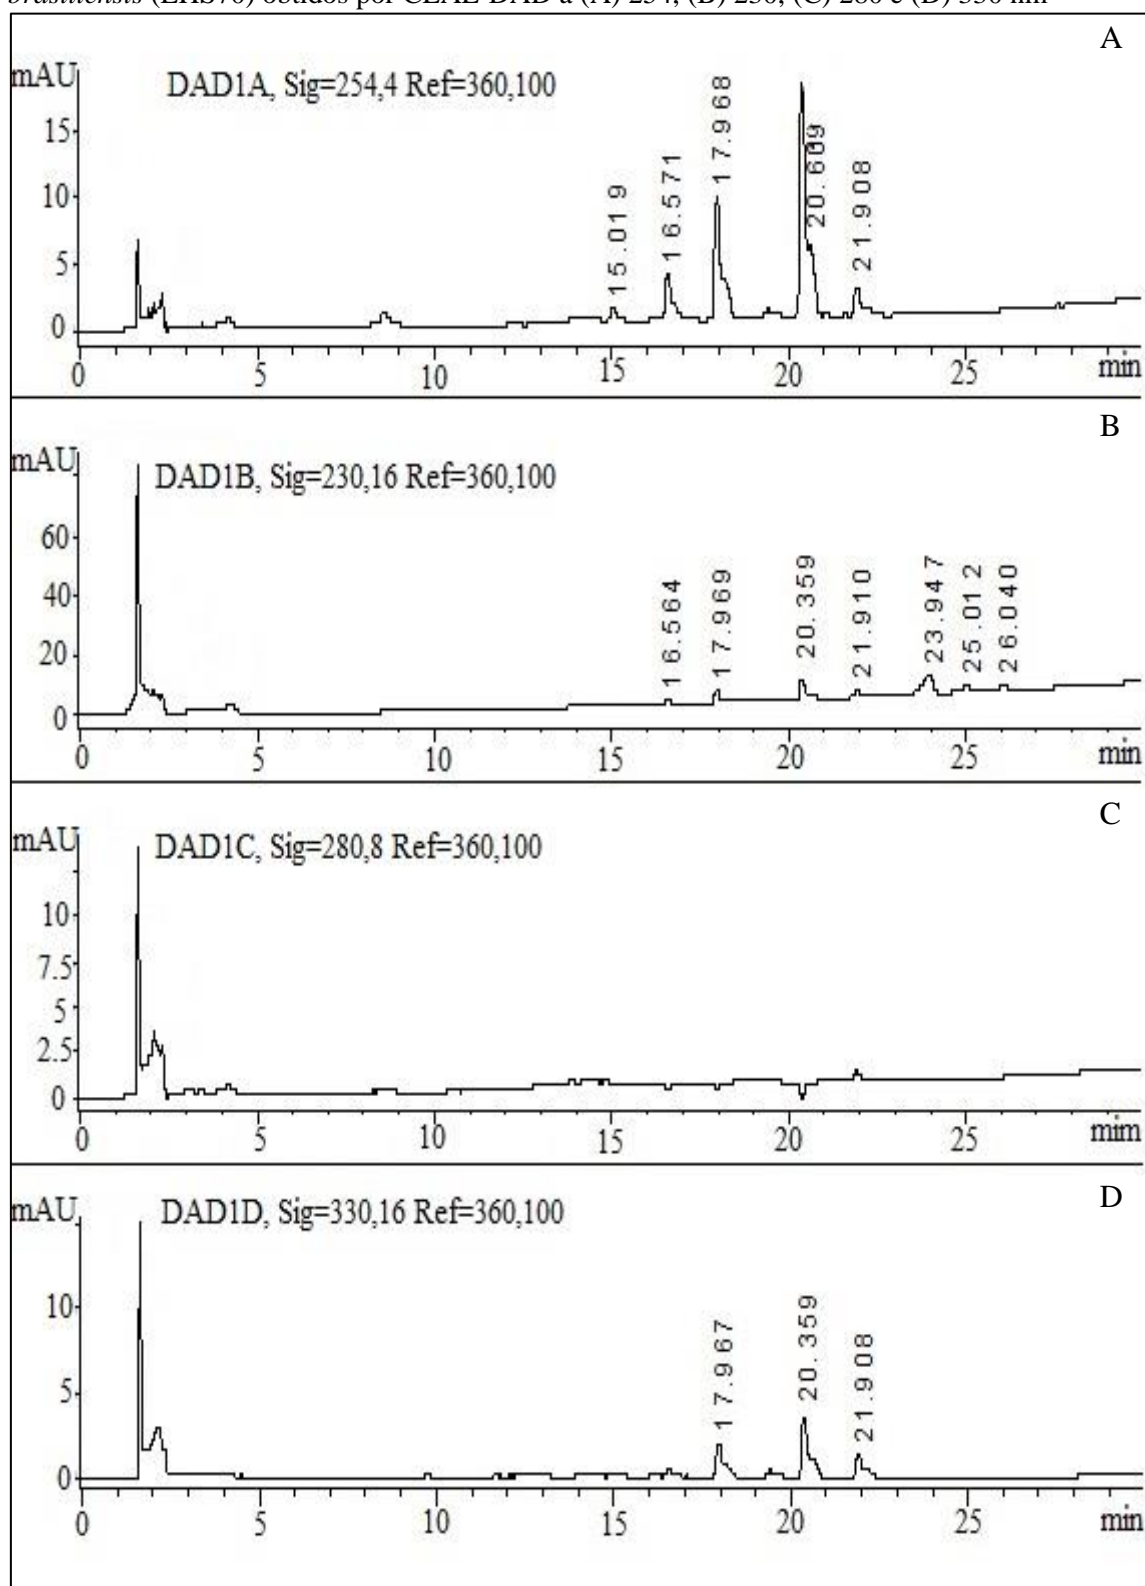 brasiliensis (EHS70) obtidos por CLAE-DAD a (A) 254, (B) 230, (C) 280 e (D) 330 nm
A
mAU
DAD1A, Sig=254,4 Ref=360,100
15
10
5
0
15.019
16.571
17.968
21.908
0 5 10 15 20 25 min
B
mAU
DAD1B, Sig=230,16 Ref=360,100
60
40
20
0
16.564
17.969
20.359
21.910
23.947
25.012
26.040
0 5 10 15 20 25 min
C
mAU
DAD1C, Sig=280,8 Ref=360,100
10
7.5
5
2.5
0
0 5 10 15 20 25 mim
D
mAU
DAD1D, Sig=330,16 Ref=360,100
10
5
0
17.967
20.359
21.908
0 5 10 15 20 25 min